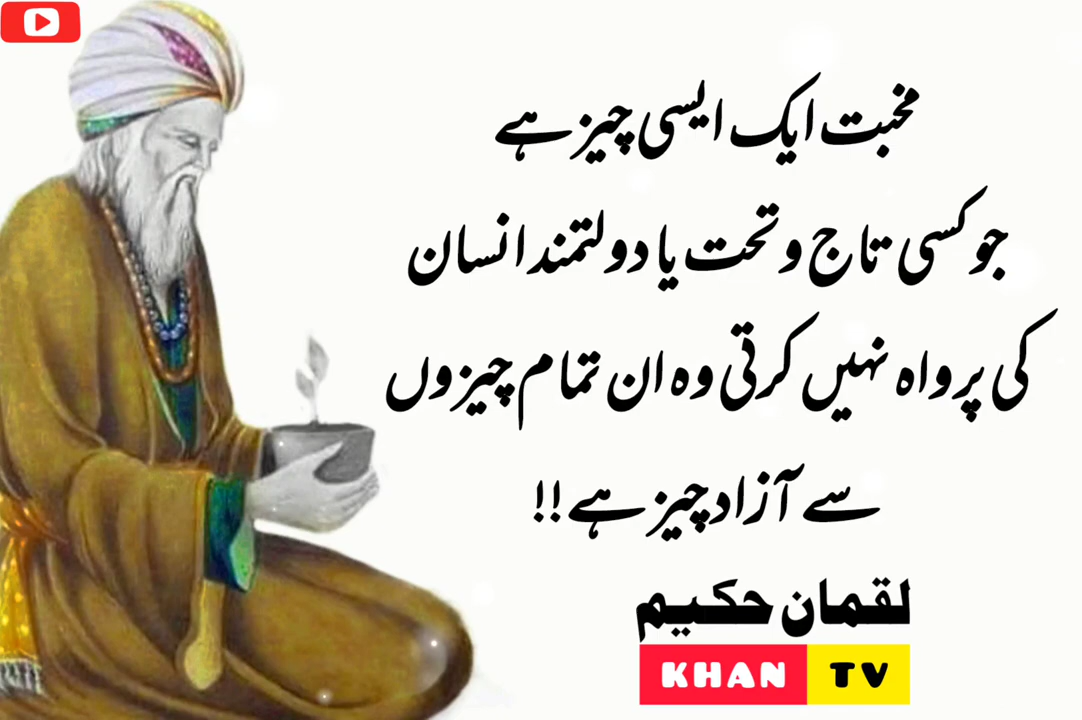 محبت ایک ایسی چیز ہے
جو کسی تاج و تحت یا دولتمند انسان
کی پرواہ نہیں کرتی وہ ان تمام چیزوں
سے آزاد چیز ہے !!
لقمان حکیم
KHAN TV